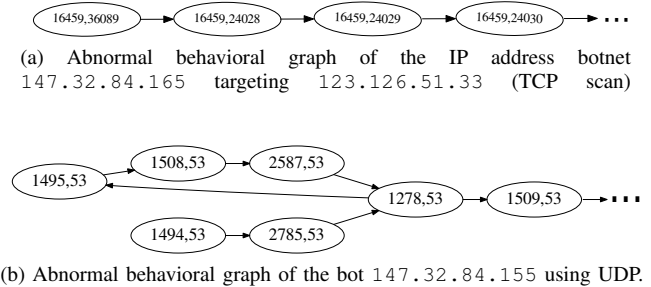 16459,36089 16459,24028 16459,24029 16459,24030 ...
(a) Abnormal behavioral graph of the IP address botnet
147.32.84.165 targeting 123.126.51.33 (TCP scan)
1508,53 2587,53
1495,53
1278,53 1509,53 ...
1494,53 2785,53
(b) Abnormal behavioral graph of the bot 147.32.84.155 using UDP.